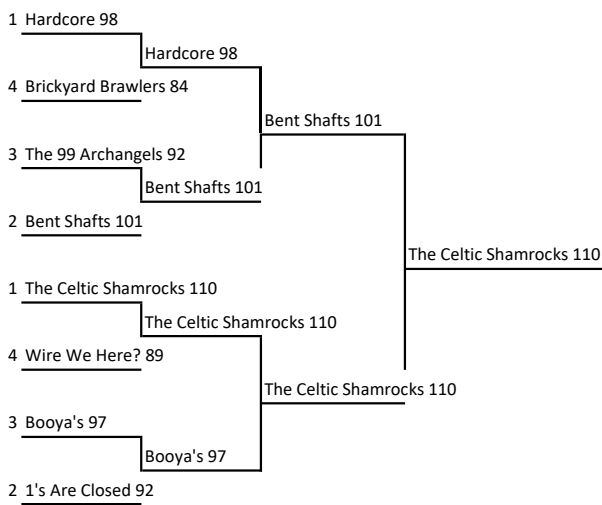 1 Hardcore 98
Hardcore 98
4 Brickyard Brawlers 84
Bent Shafts 101
3 The 99 Archangels 92
Bent Shafts 101
2 Bent Shafts 101
The Celtic Shamrocks 110
1 The Celtic Shamrocks 110
The Celtic Shamrocks 110
4 Wire We Here? 89
The Celtic Shamrocks 110
3 Booya's 97
Booya's 97
2 1's Are Closed 92